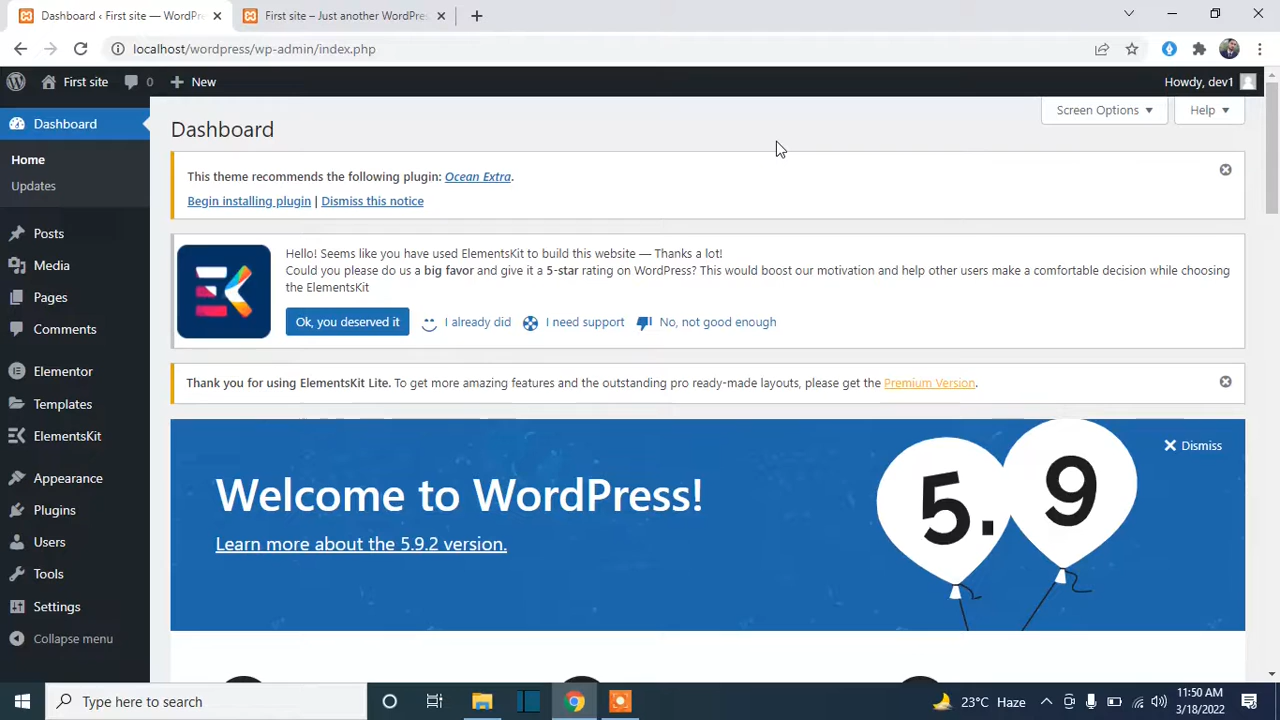 Dashboard ‹ First site — WordPr
First site – Just another WordPres
localhost/wordpress/wp-admin/index.php
First site
0
New
Howdy, dev1
Dashboard
Home
Updates
Posts
Media
Pages
Comments
Elementor
Templates
ElementsKit
Appearance
Plugins
Users
Tools
Settings
Collapse menu
Screen Options
Help
Dashboard
This theme recommends the following plugin: Ocean Extra.
Begin installing plugin | Dismiss this notice
Hello! Seems like you have used ElementsKit to build this website — Thanks a lot!
Could you please do us a big favor and give it a 5-star rating on WordPress? This would boost our motivation and help other users make a comfortable decision while choosing
the ElementsKit
Ok, you deserved it
I already did
I need support
No, not good enough
Thank you for using ElementsKit Lite. To get more amazing features and the outstanding pro ready-made layouts, please get the Premium Version.
Dismiss
Welcome to WordPress!
Learn more about the 5.9.2 version.
5.9
Type here to search
23°C Haze
11:50 AM
3/18/2022